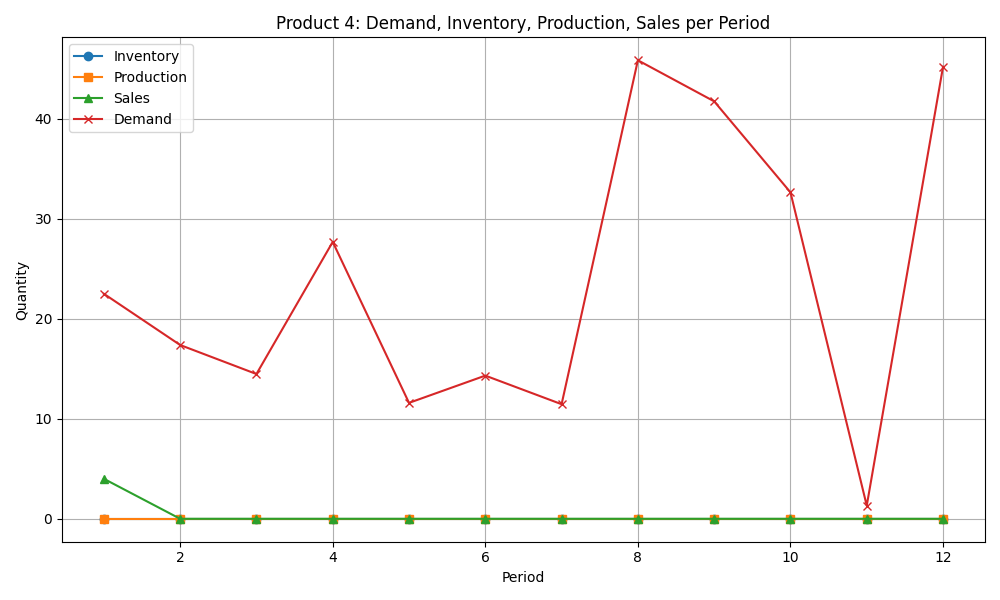 Product 4: Demand, Inventory, Production, Sales per Period
Inventory
Production
Sales
Demand
Quantity
40
30
20
10
0
2
4
6
8
10
12
Period